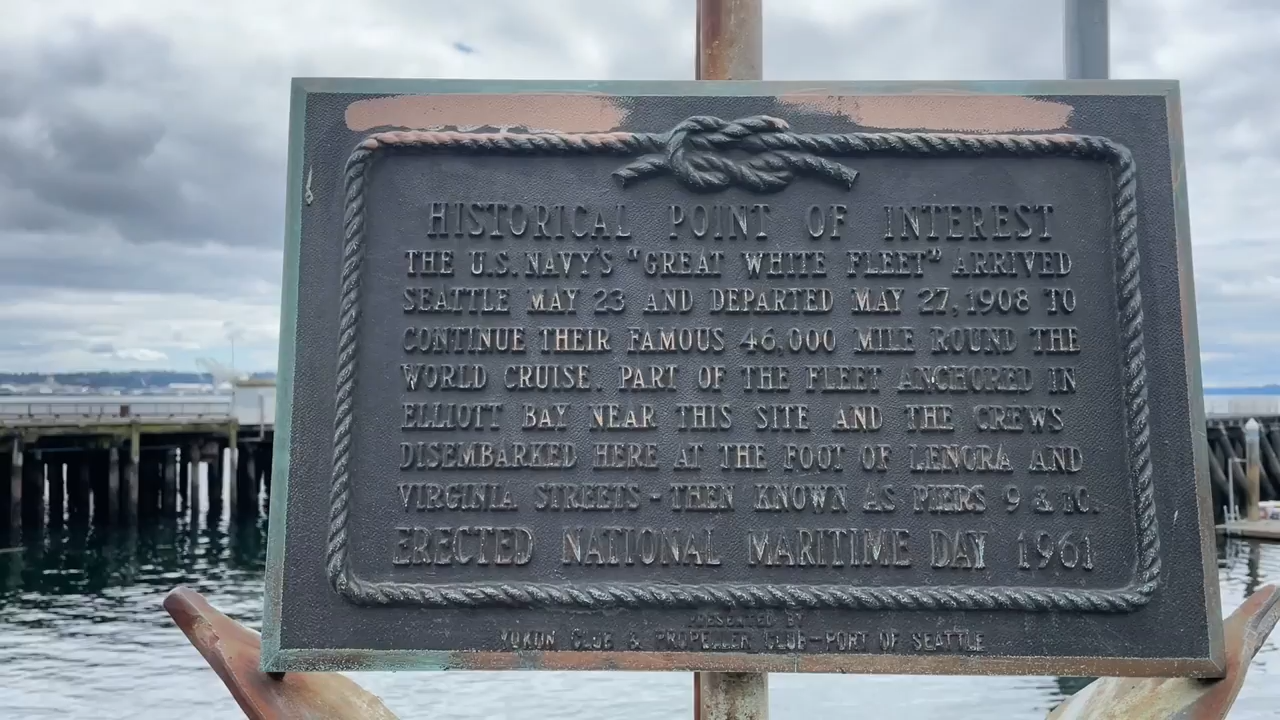 HISTORICAL POINT OF INTEREST
THE U.S. NAVY'S "GREAT WHITE FLEET" ARRIVED
SEATTLE MAY 23 AND DEPARTED MAY 27, 1908 TO
CONTINUE THEIR FAMOUS 46,000 MILE ROUND THE
WORLD CRUISE. PART OF THE FLEET ANCHORED IN
ELLIOTT BAY NEAR THIS SITE AND THE CREWS
DISEMBARKED HERE AT THE FOOT OF LENORA AND
VIRGINIA STREETS - THEN KNOWN AS PIERS 9 & 10.
ERECTED NATIONAL MARITIME DAY 1961
PRESENTED BY
YUKON CLUB & PROPELLER CLUB - PORT OF SEATTLE